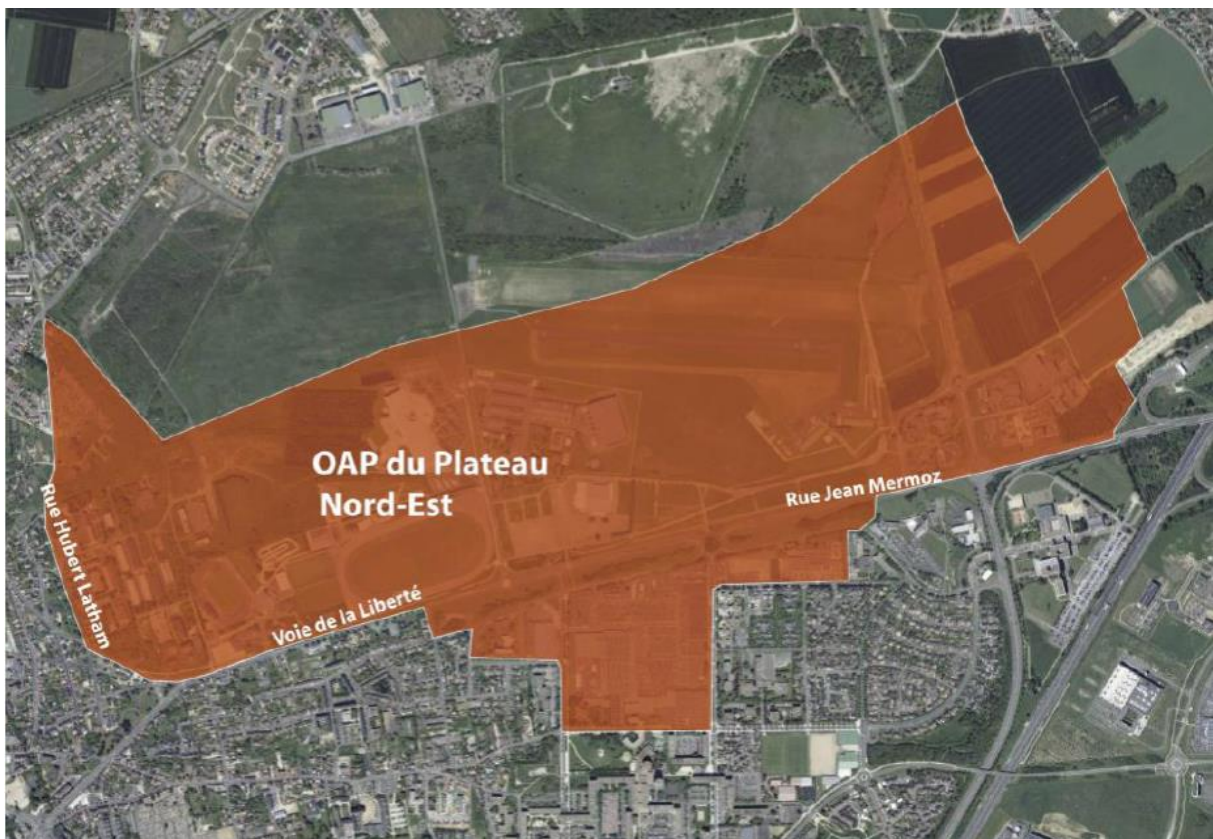 OAP du Plateau
Nord-Est
Rue Jean Mermoz
Rue Hubert Latham
Voie de la Liberté